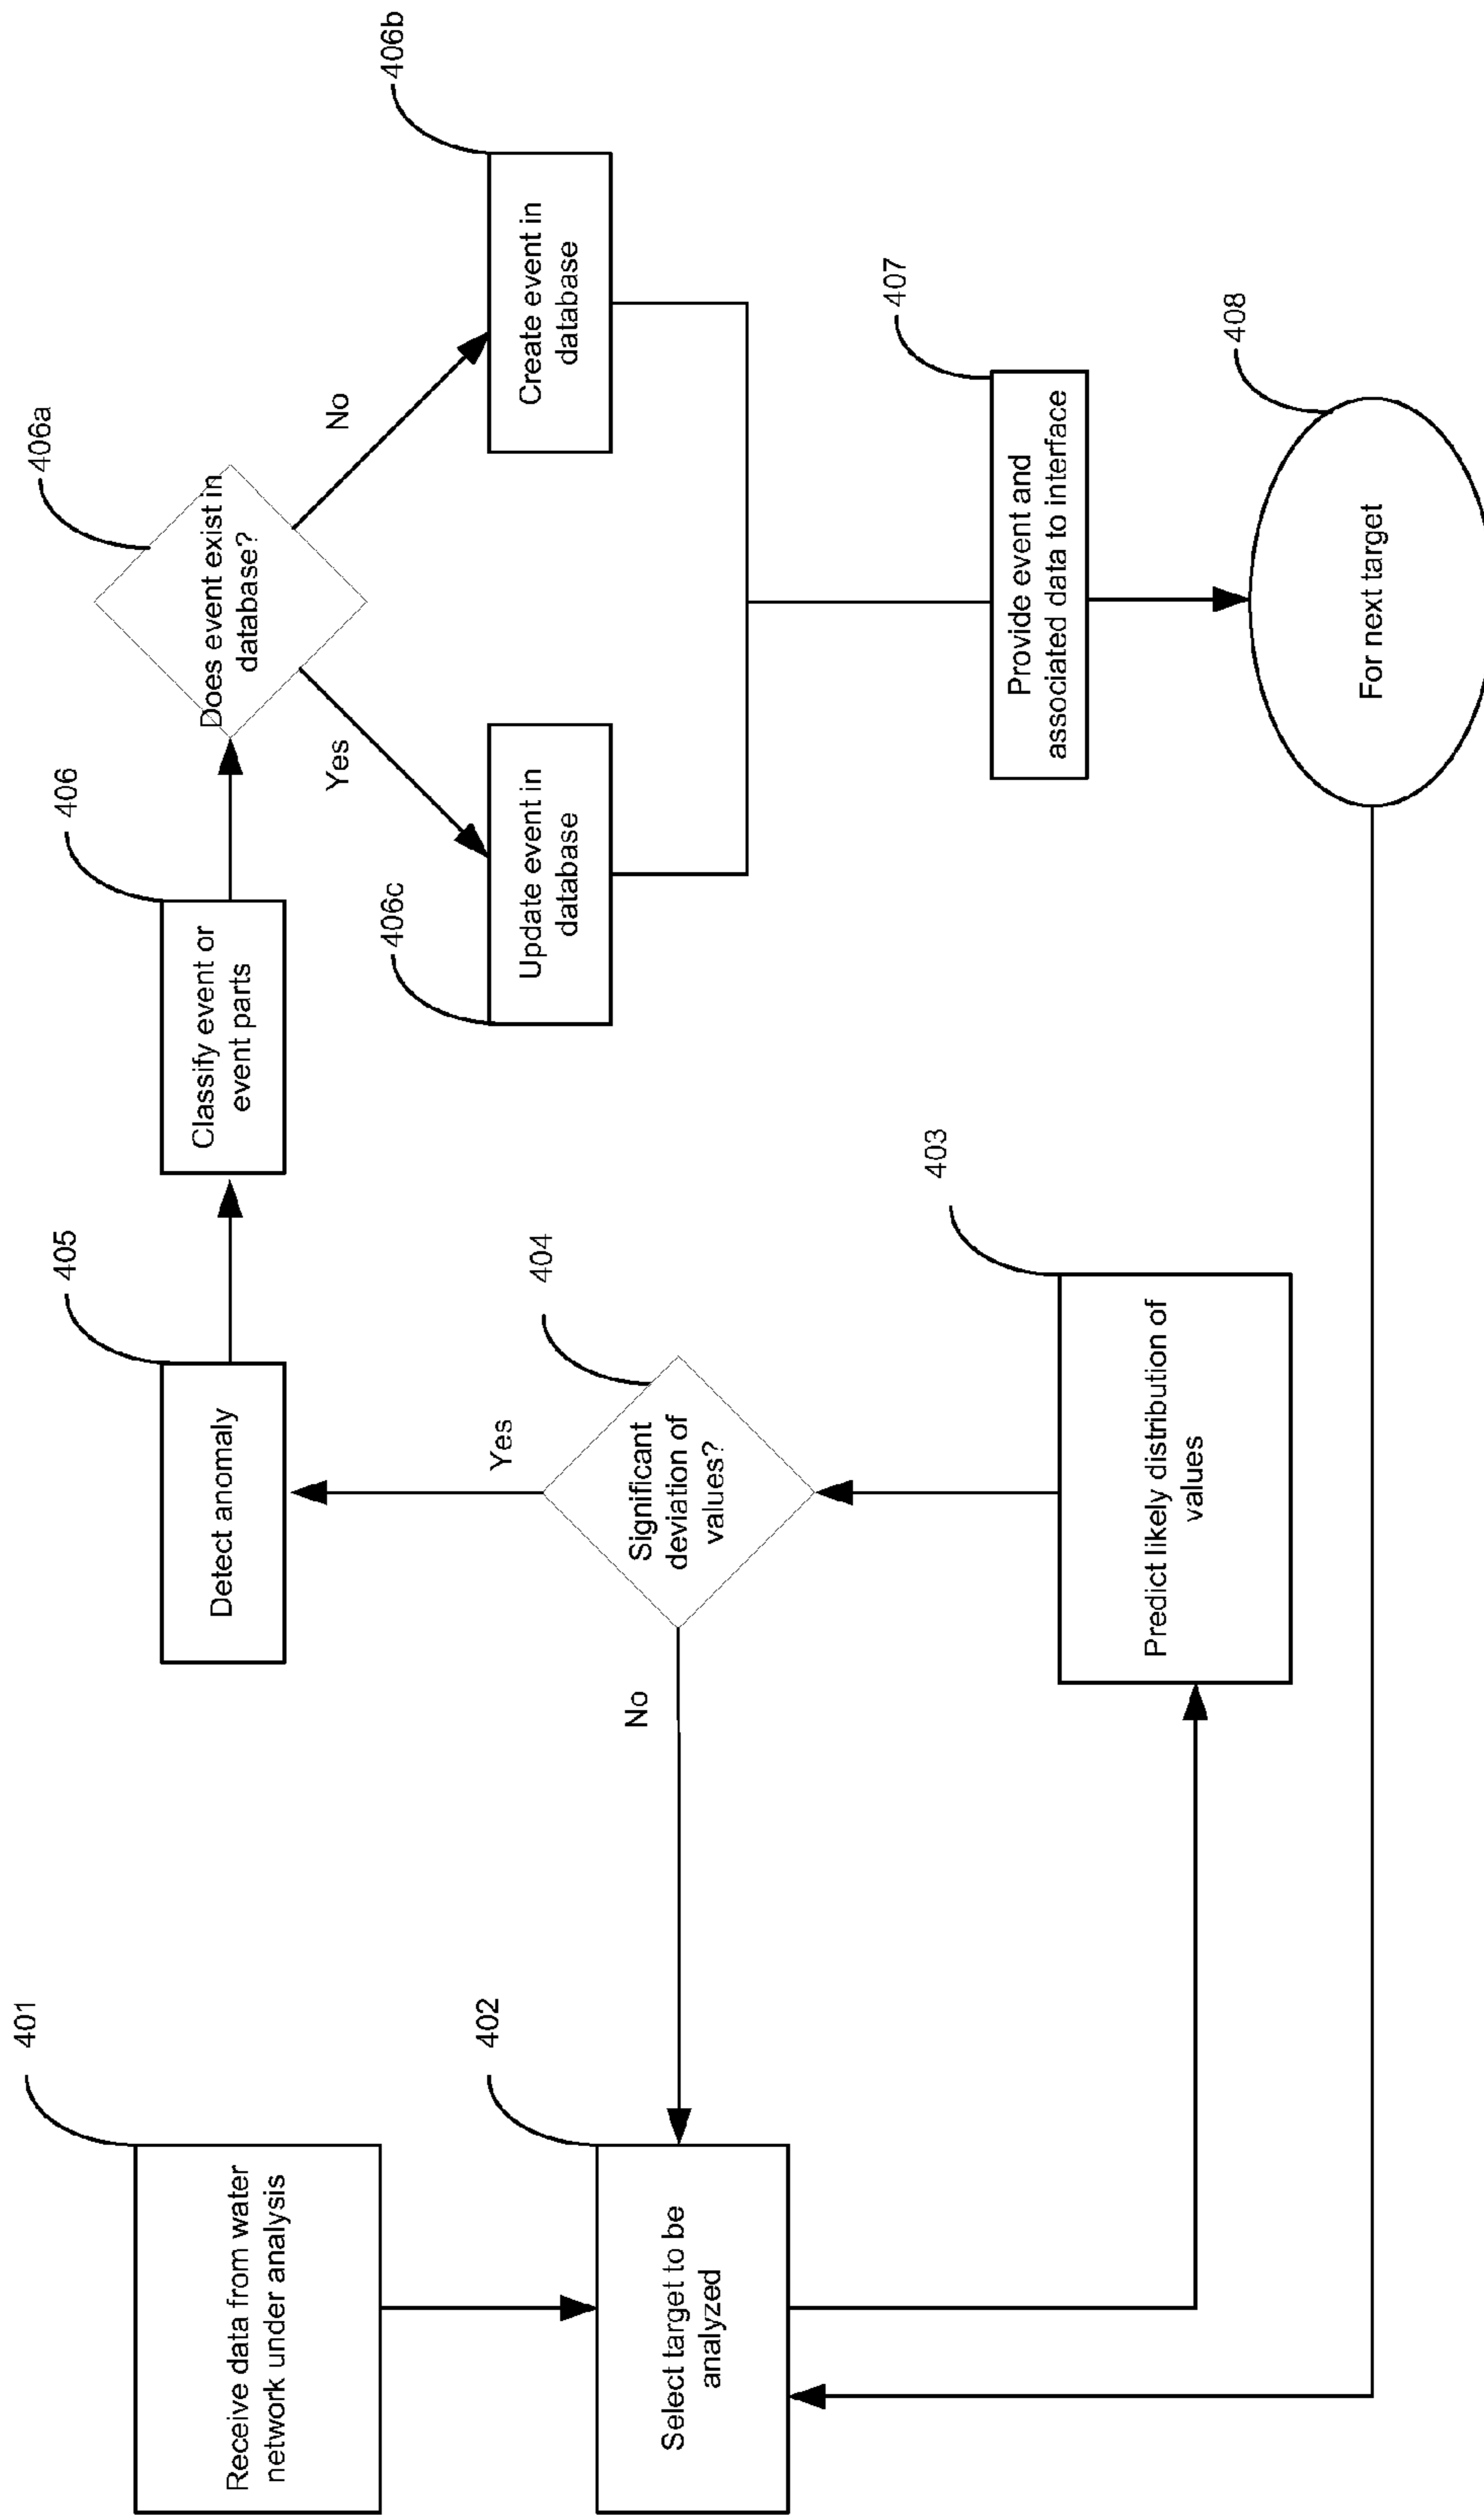 401
Receive data from water
network under analysis
402
Select target to be
analyzed
403
Predict likely distribution of
values
404
Significant
deviation of
values?
No
Yes
405
Detect anomaly
406
Classify event or
event parts
406a
Does event exist in
database?
Yes
No
406c
Update event in
database
406b
Create event in
database
407
Provide event and
associated data to interface
408
For next target